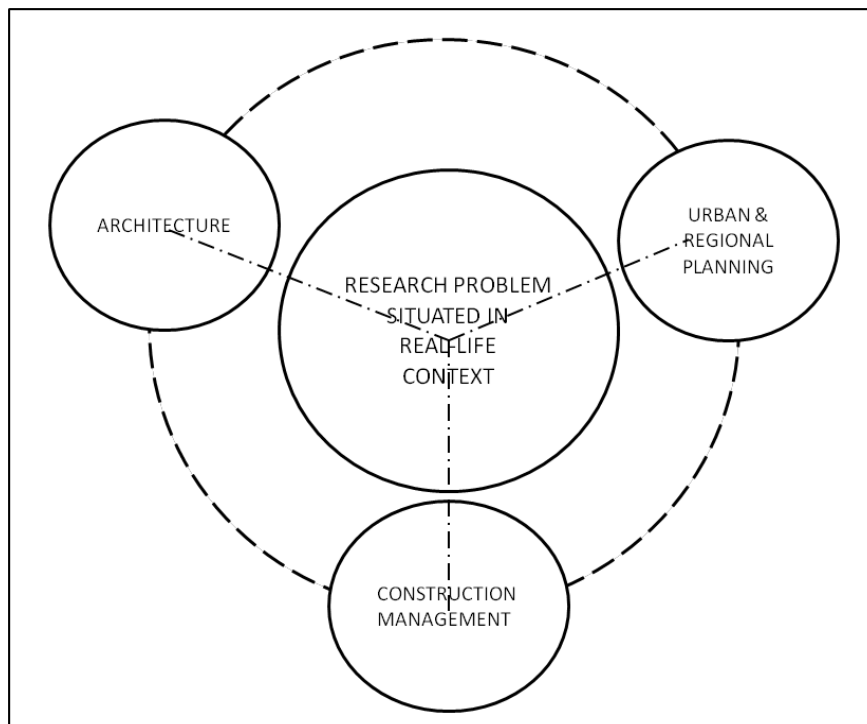 ARCHITECTURE
URBAN &
REGIONAL
PLANNING
RESEARCH PROBLEM
SITUATED IN
REAL-LIFE
CONTEXT
CONSTRUCTION
MANAGEMENT